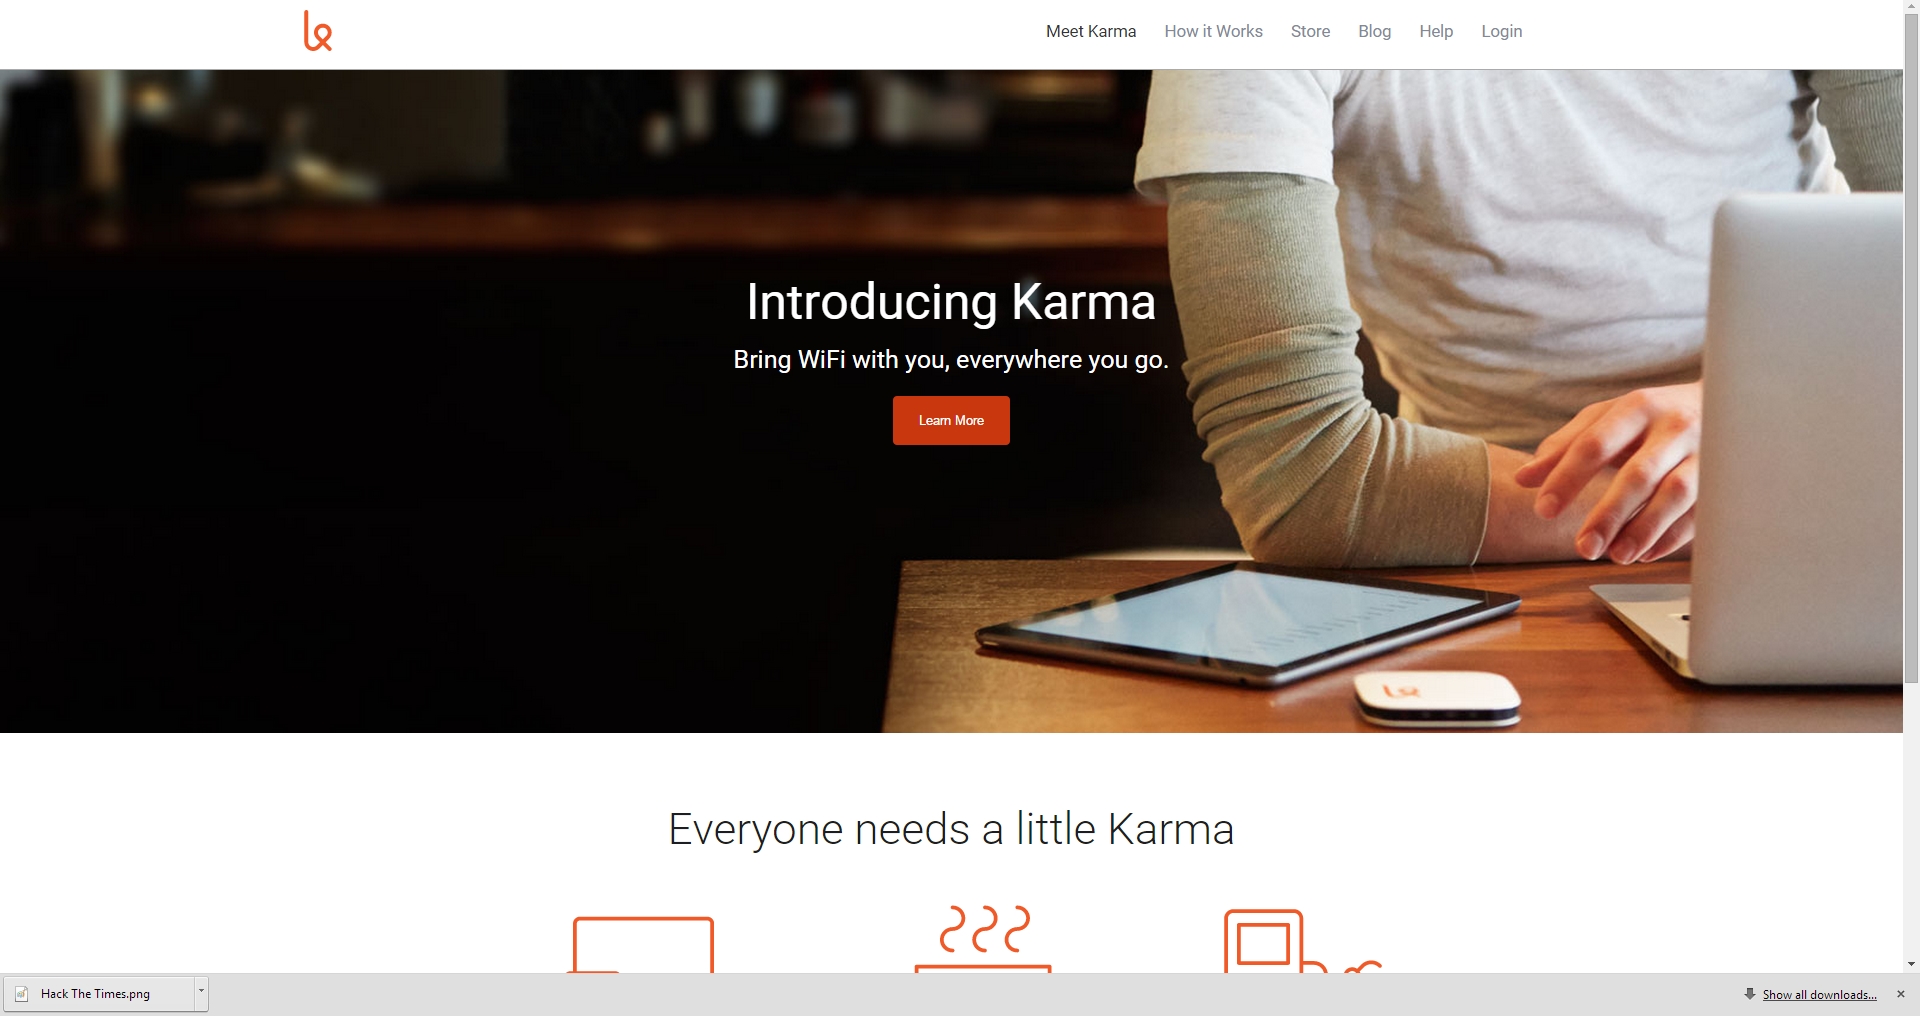 Meet Karma
How it Works
Store
Blog
Help
Login
Introducing Karma
Bring WiFi with you, everywhere you go.
Learn More
Everyone needs a little Karma
Hack The Times.png
Show all downloads...